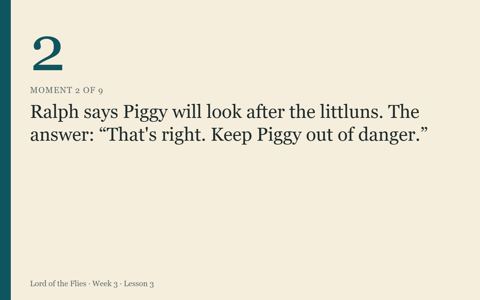 2
MOMENT 2 OF 9
Ralph says Piggy will look after the littluns. The
answer: “That's right. Keep Piggy out of danger.”
Lord of the Flies · Week 3 · Lesson 3